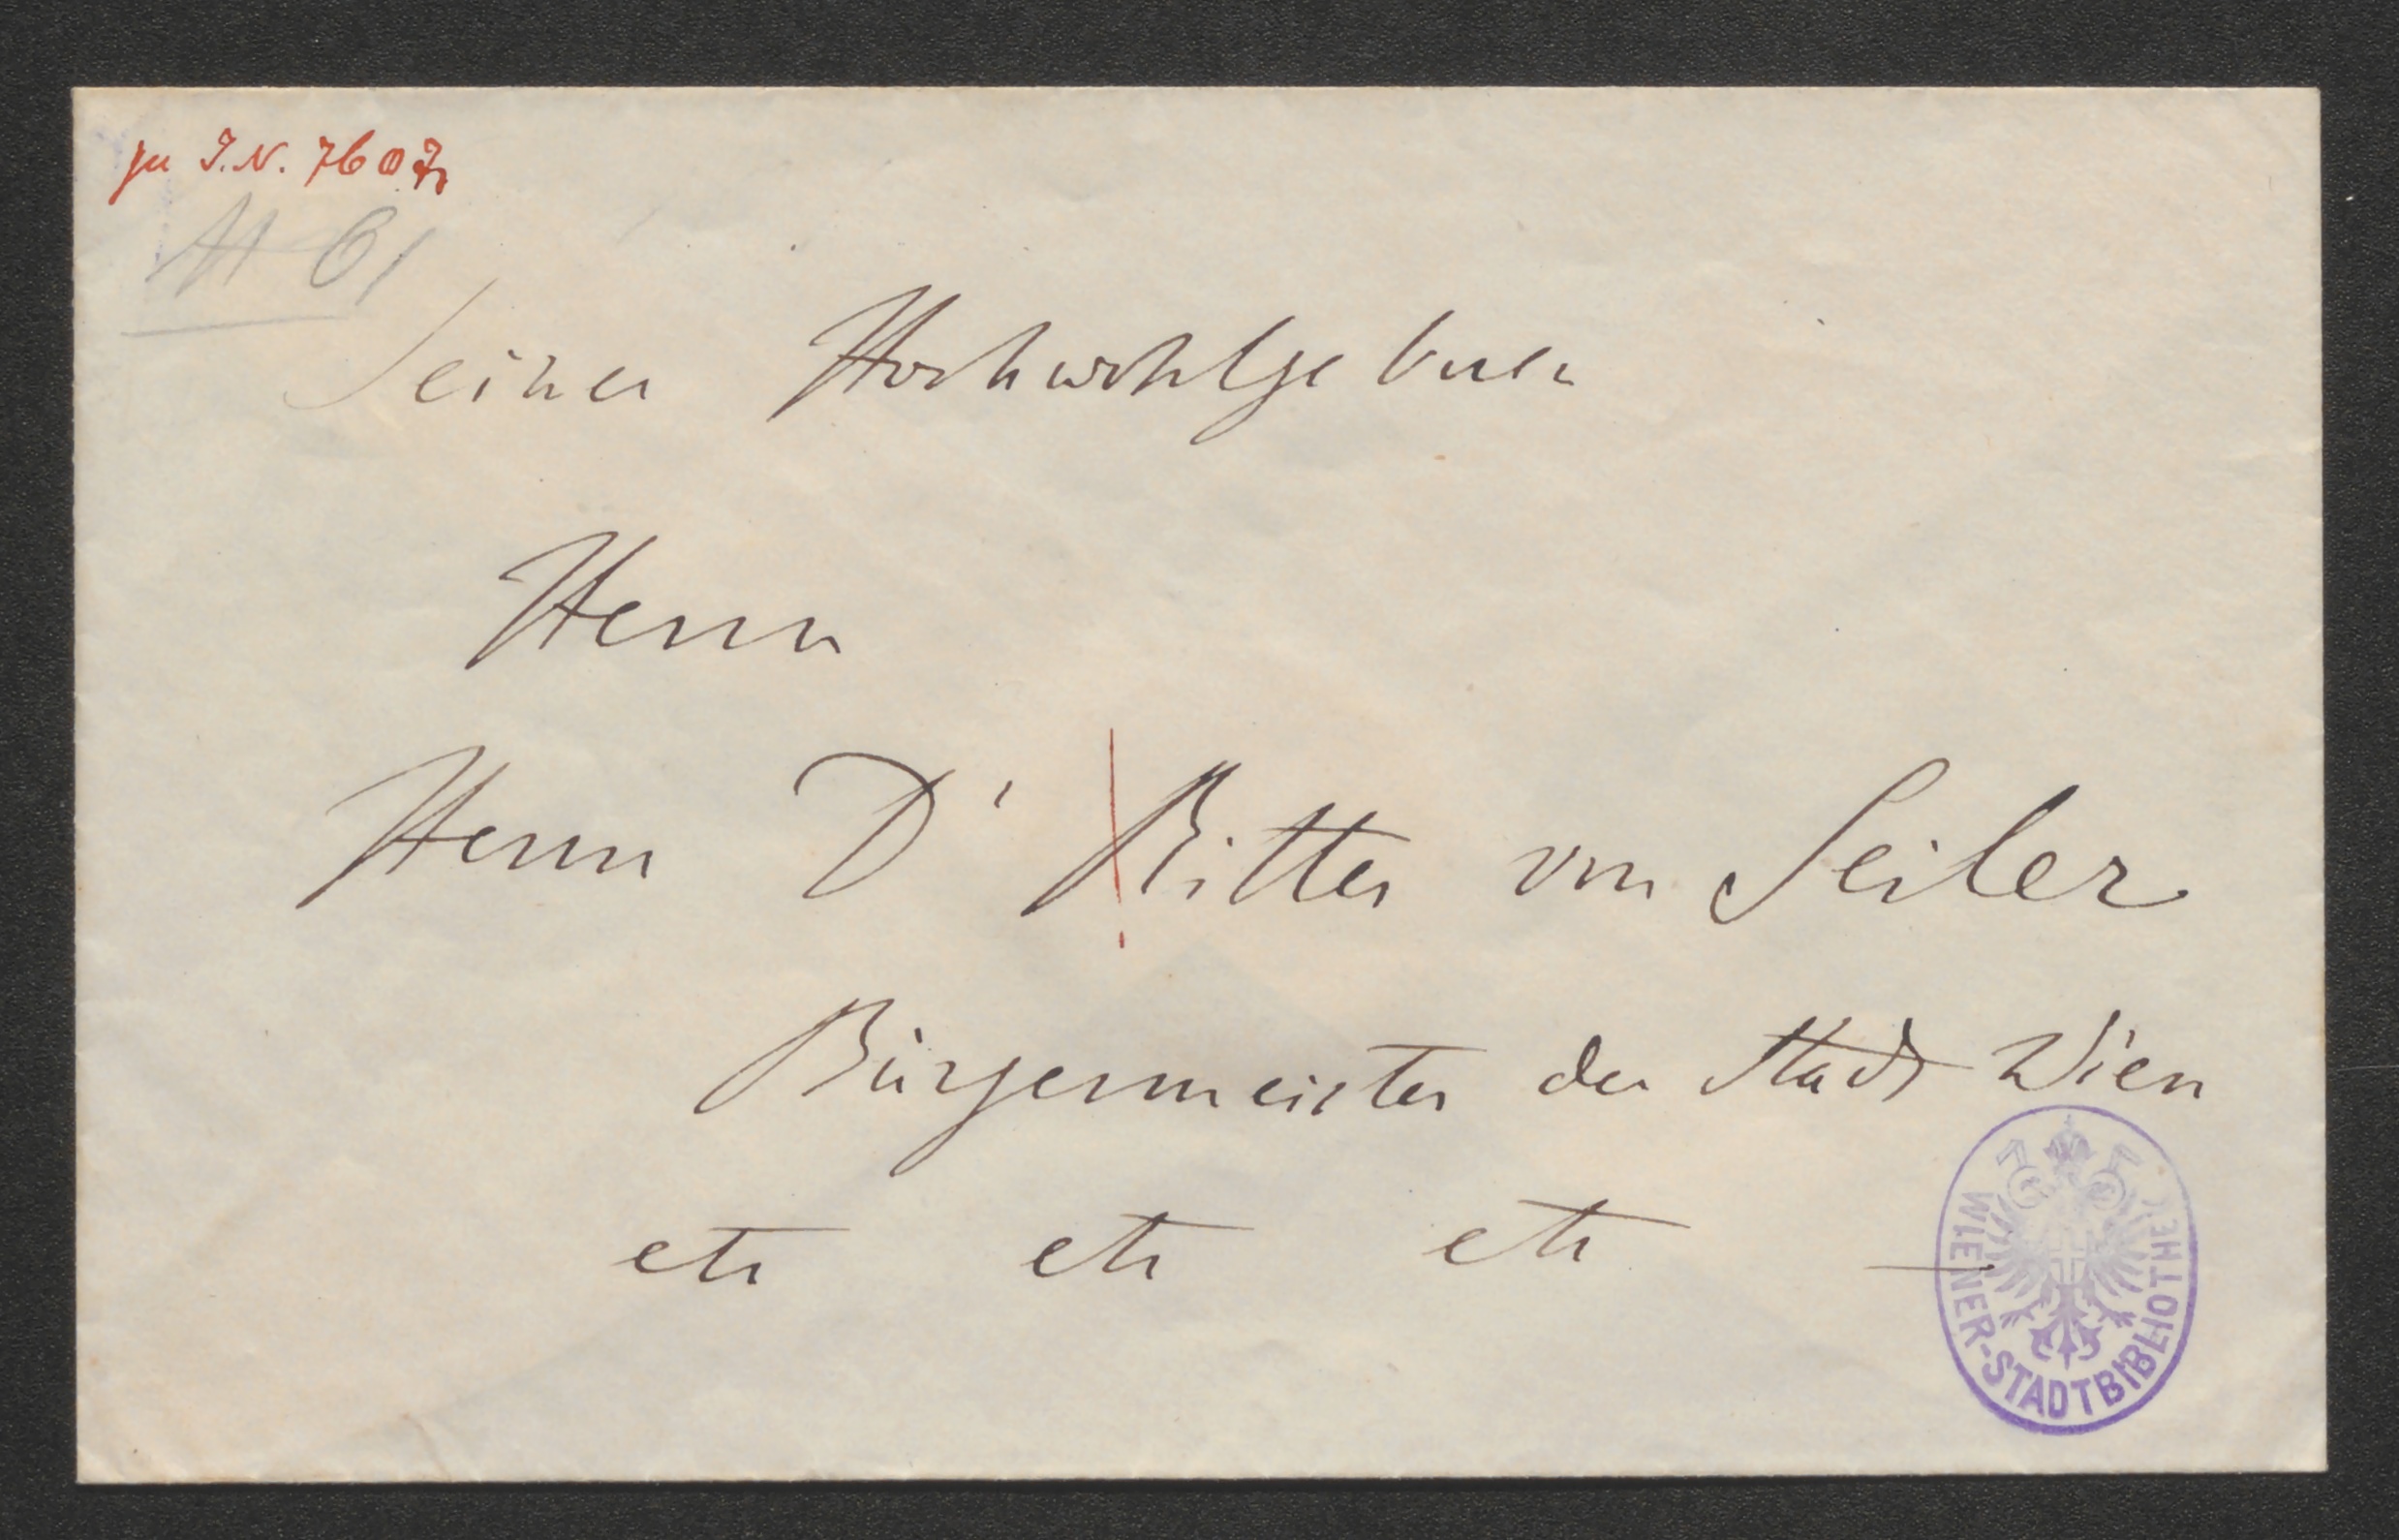 zu I.N. 7607
Seiner Hochwohlgeboren
Herrn
Herrn Dr Ritter von Seiler
Bürgermeister der Stadt Wien
etc etc etc
WIENER-STADTBIBLIOTHEK